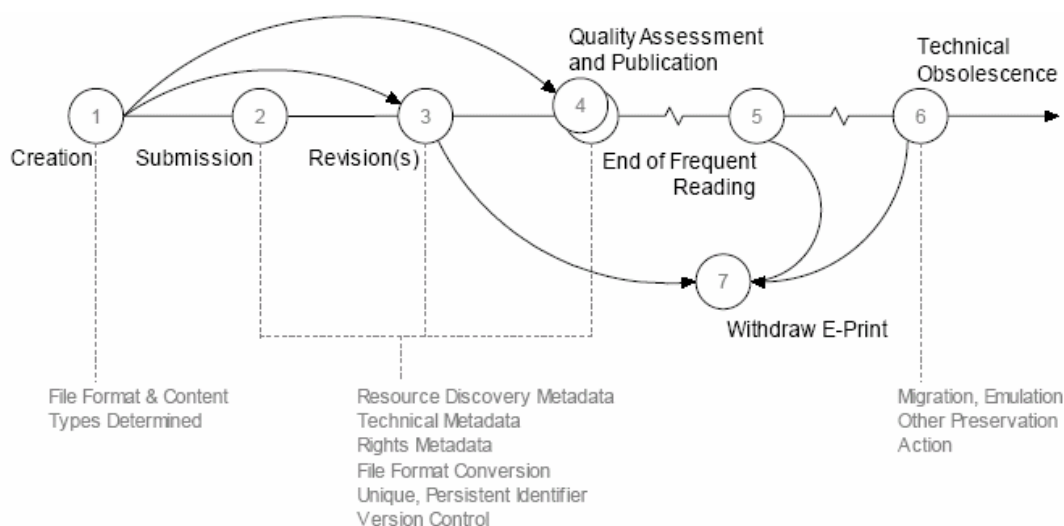 Quality Assessment
and Publication
Technical
Obsolescence
1
2
3
4
5
6
Creation
Submission
Revision(s)
End of Frequent
Reading
7
Withdraw E-Print
File Format & Content
Types Determined
Resource Discovery Metadata
Technical Metadata
Rights Metadata
File Format Conversion
Unique, Persistent Identifier
Version Control
Migration, Emulation
Other Preservation
Action